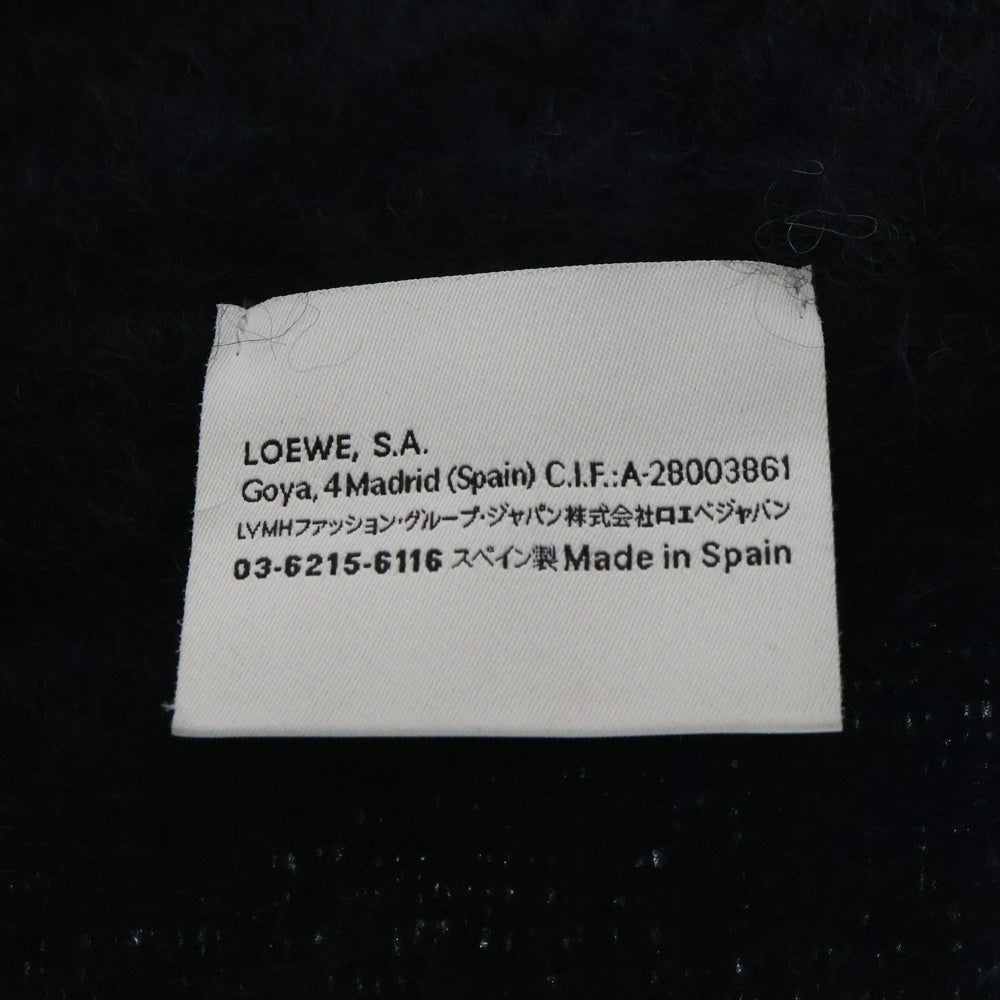 LOEWE, S.A.
Goya, 4 Madrid (Spain) C.I.F.:A-28003861
LVMHファッション・グループ・ジャパン株式会社ロエベジャパン
03-6215-6116 スペイン製 Made in Spain